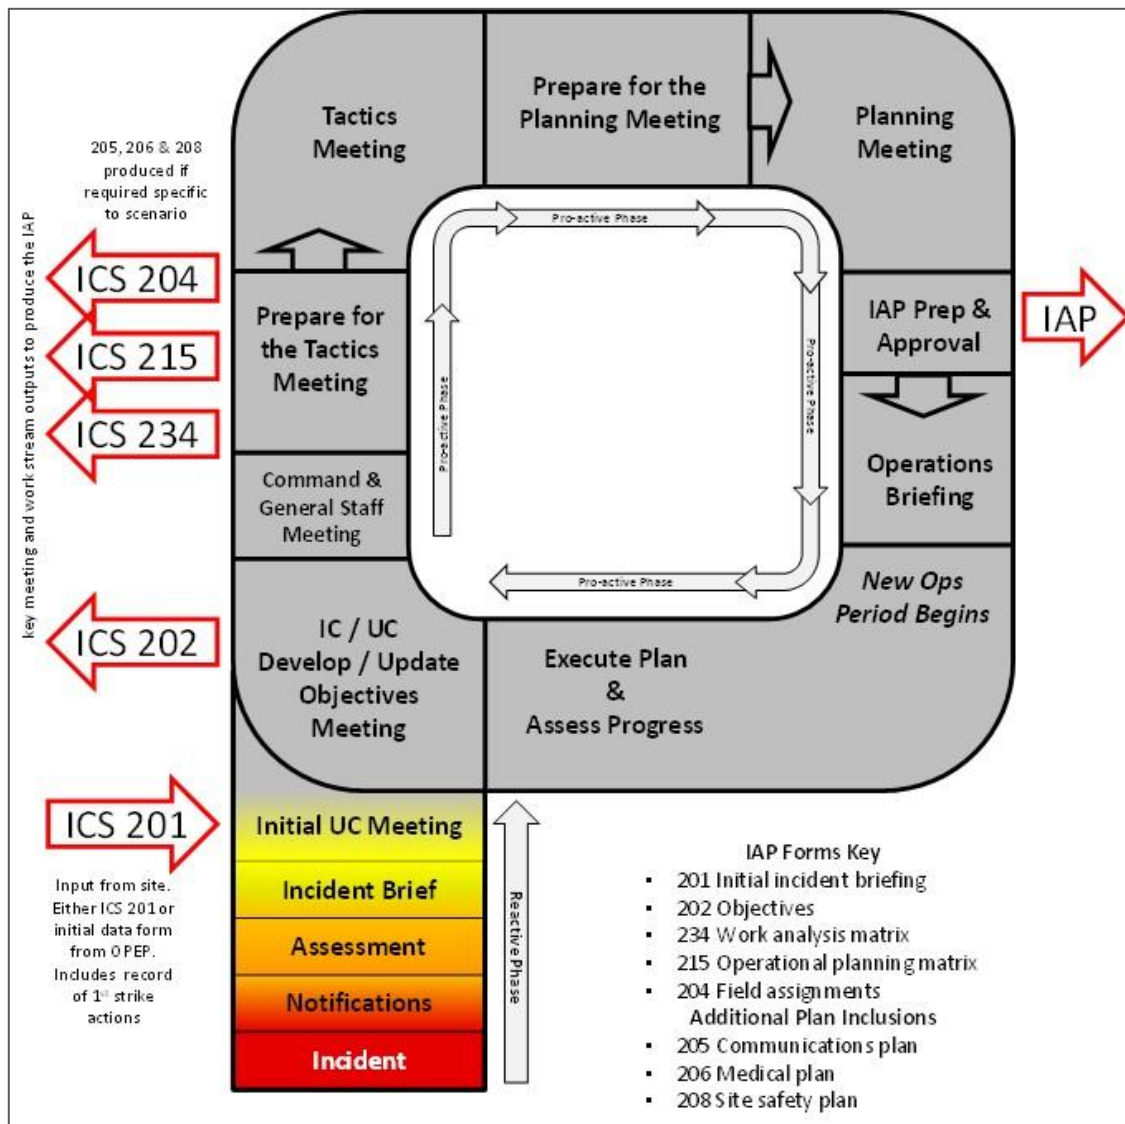 Tactics
Meeting
Prepare for the
Planning Meeting
Planning
Meeting
205, 206 & 208
produced if
required specific
to scenario
key meeting and work stream outputs to produce the IAP
ICS 204
ICS 215
ICS 234
ICS 202
Prepare for
the Tactics
Meeting
Command &
General Staff
Meeting
IC / UC
Develop / Update
Objectives
Meeting
Pro-active Phase
Pro-active Phase
Pro-active Phase
Pro-active Phase
IAP Prep &
Approval
IAP
Operations
Briefing
New Ops
Period Begins
Execute Plan
&
Assess Progress
ICS 201
Input from site.
Either ICS 201 or
initial data form
from OPEP.
Includes record
of 1st strike
actions
Initial UC Meeting
Incident Brief
Assessment
Notifications
Incident
Reactive Phase
IAP Forms Key
▪ 201 Initial incident briefing
▪ 202 Objectives
▪ 234 Work analysis matrix
▪ 215 Operational planning matrix
▪ 204 Field assignments
Additional Plan Inclusions
▪ 205 Communications plan
▪ 206 Medical plan
▪ 208 Site safety plan